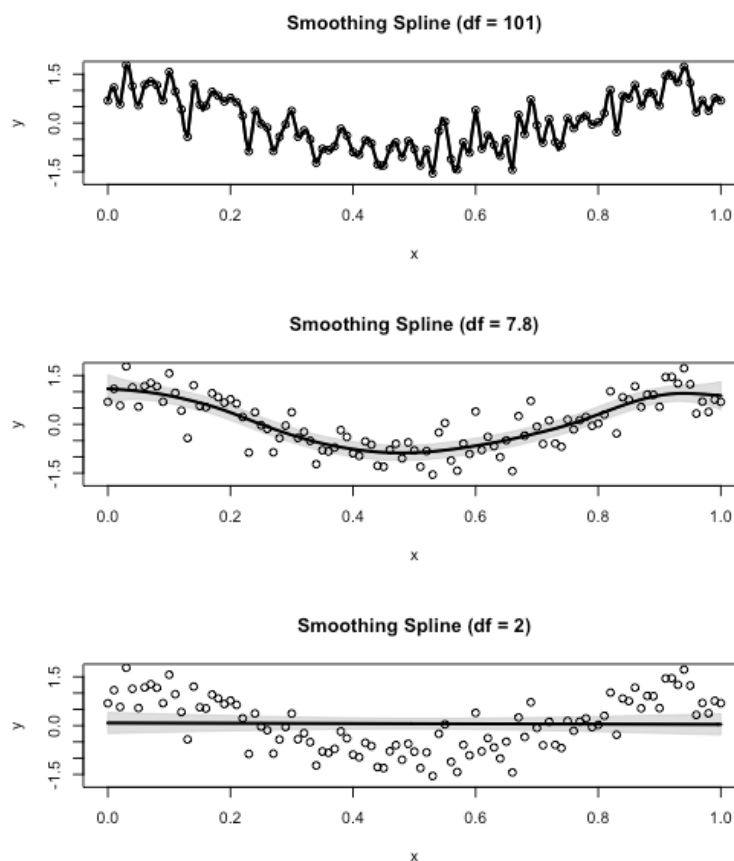 Smoothing Spline (df = 101)
1.5
0.0
-1.5
y
0.0 0.2 0.4 0.6 0.8 1.0
x
Smoothing Spline (df = 7.8)
1.5
0.0
-1.5
y
0.0 0.2 0.4 0.6 0.8 1.0
x
Smoothing Spline (df = 2)
1.5
0.0
-1.5
y
0.0 0.2 0.4 0.6 0.8 1.0
x